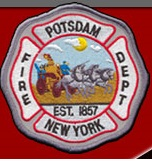 POTSDAM
FIRE
DEPT
EST. 1857
NEW YORK